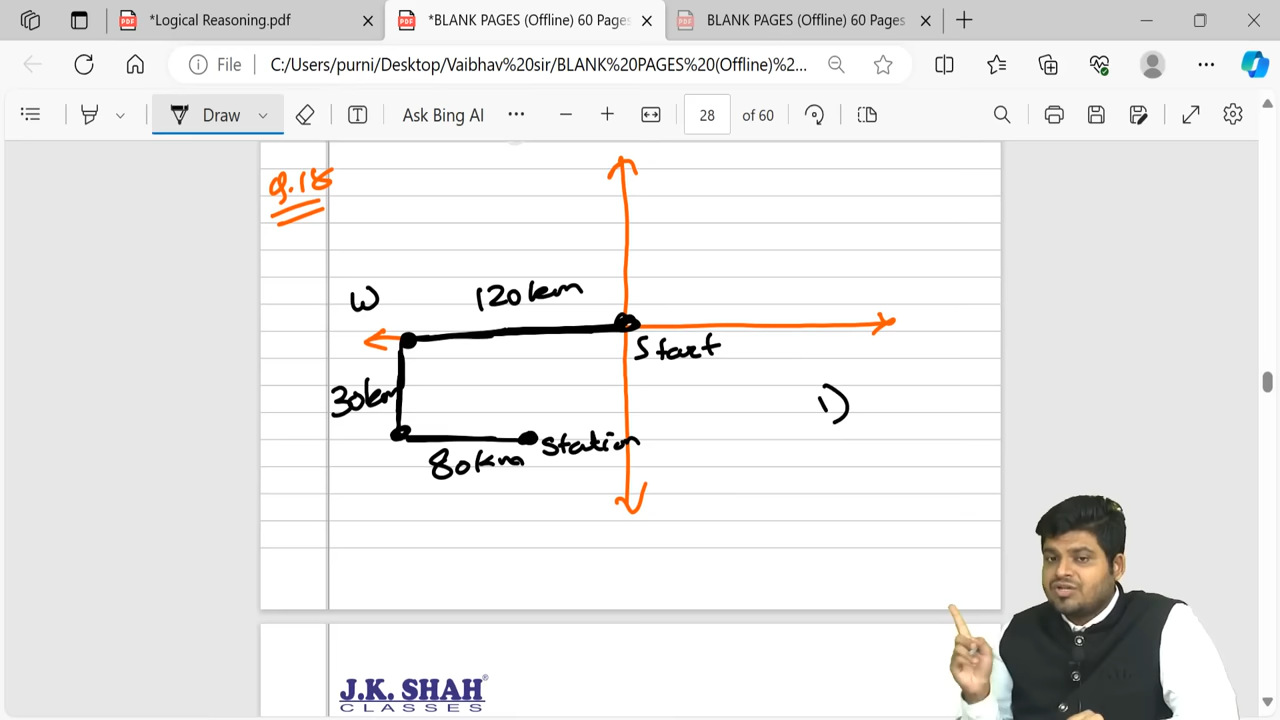 *Logical Reasoning.pdf
*BLANK PAGES (Offline) 60 Pages
BLANK PAGES (Offline) 60 Pages
File
C:/Users/purni/Desktop/Vaibhav%20sir/BLANK%20PAGES%20(Offline)%2...
Draw
Ask Bing AI
28
of 60
Q.18
W
120km
Start
30km
1)
Station
80km
J.K. SHAH®
CLASSES